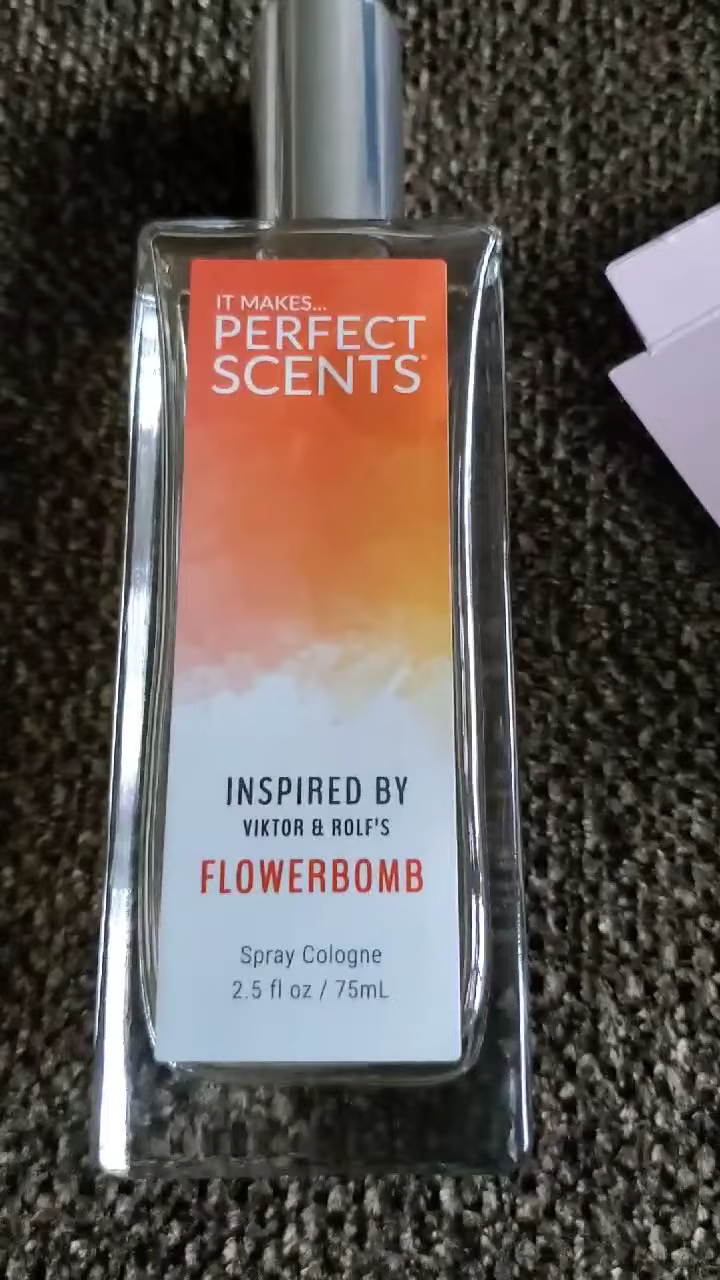 IT MAKES...
PERFECT
SCENTS®
INSPIRED BY
VIKTOR & ROLF'S
FLOWERBOMB
Spray Cologne
2.5 fl oz / 75mL